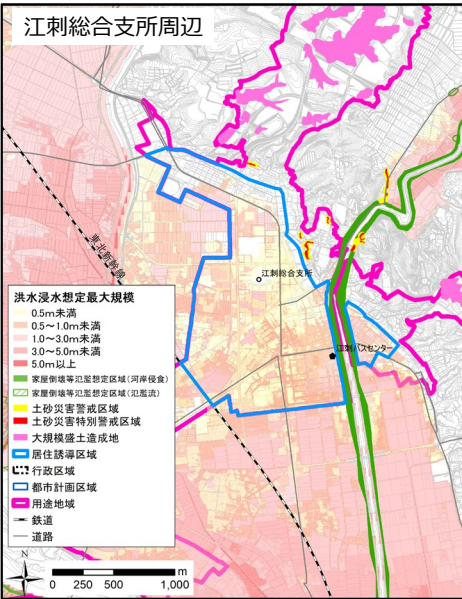 江刺総合支所周辺
東北新幹線
江刺総合支所
江刺バスセンター
洪水浸水想定最大規模
0.5m未満
0.5～1.0m未満
1.0～3.0m未満
3.0～5.0m未満
5.0m以上
家屋倒壊等氾濫想定区域(河岸侵食)
家屋倒壊等氾濫想定区域(氾濫流)
土砂災害警戒区域
土砂災害特別警戒区域
大規模盛土造成地
居住誘導区域
行政区域
都市計画区域
用途地域
鉄道
道路
N
m
0 250 500 1,000